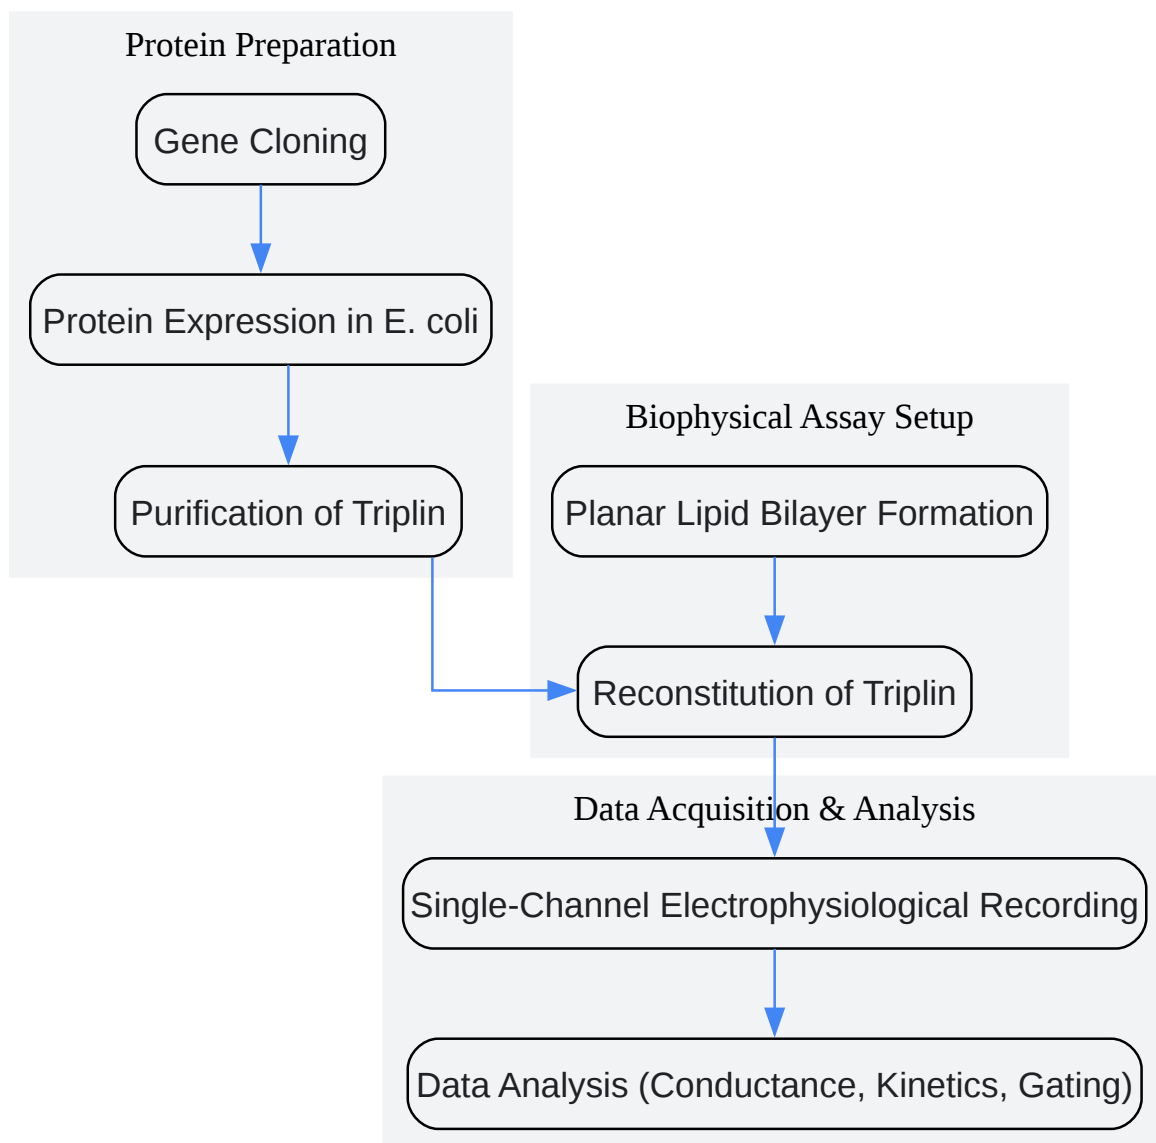 Protein Preparation
Gene Cloning
Protein Expression in E. coli
Purification of Triplin
Biophysical Assay Setup
Planar Lipid Bilayer Formation
Reconstitution of Triplin
Data Acquisition & Analysis
Single-Channel Electrophysiological Recording
Data Analysis (Conductance, Kinetics, Gating)